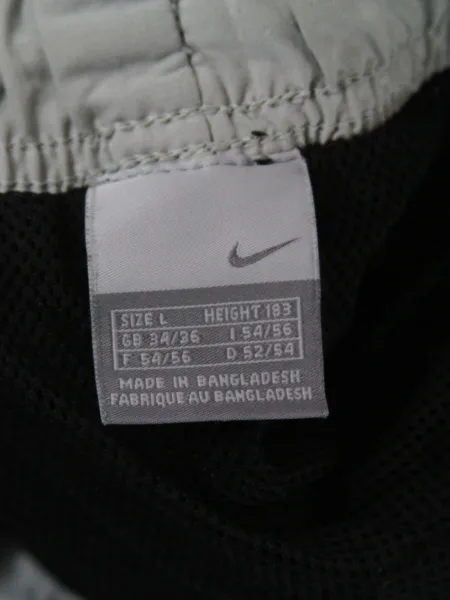 SIZE L HEIGHT 183
GB 34/36 I 54/56
F 54/56 D 52/54
MADE IN BANGLADESH
FABRIQUE AU BANGLADESH